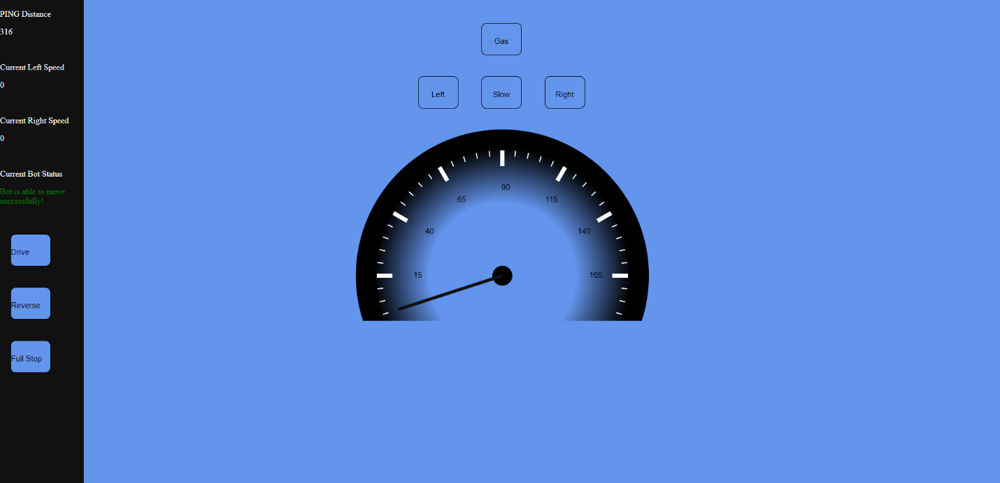 PING Distance
316
Current Left Speed
0
Current Right Speed
0
Current Bot Status
Bot is able to move
successfully!
Drive
Reverse
Full Stop
Gas
Left
Slow
Right
90
65
115
40
140
15
165